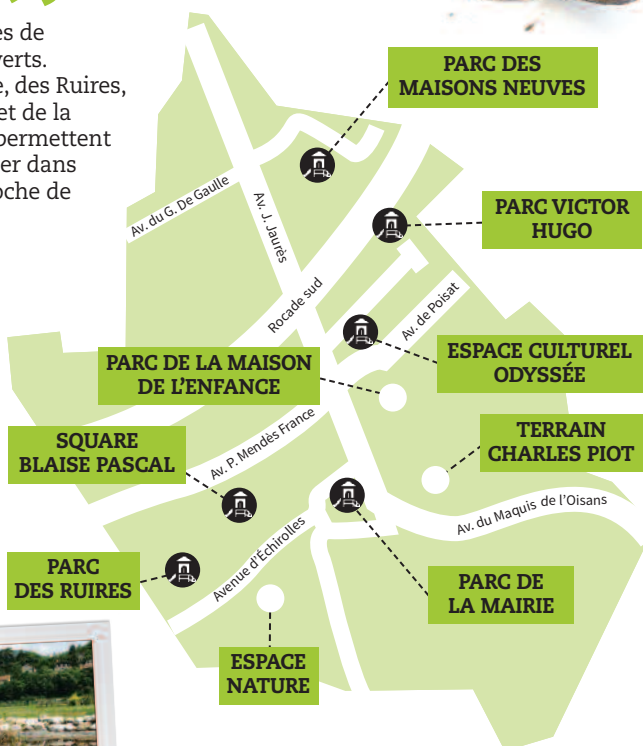 es de
verts.
e, des Ruires,
et de la
permettent
er dans
oche de
PARC DES
MAISONS NEUVES
PARC VICTOR
HUGO
Av. du G. De Gaulle
Av. J. Jaurès
Rocade sud
Av. de Poisat
ESPACE CULTUREL
ODYSSÉE
PARC DE LA MAISON
DE L'ENFANCE
TERRAIN
CHARLES PIOT
SQUARE
BLAISE PASCAL
Av. P. Mendès France
Av. du Maquis de l'Oisans
Avenue d'Échirolles
PARC
DES RUIRES
PARC DE
LA MAIRIE
ESPACE
NATURE